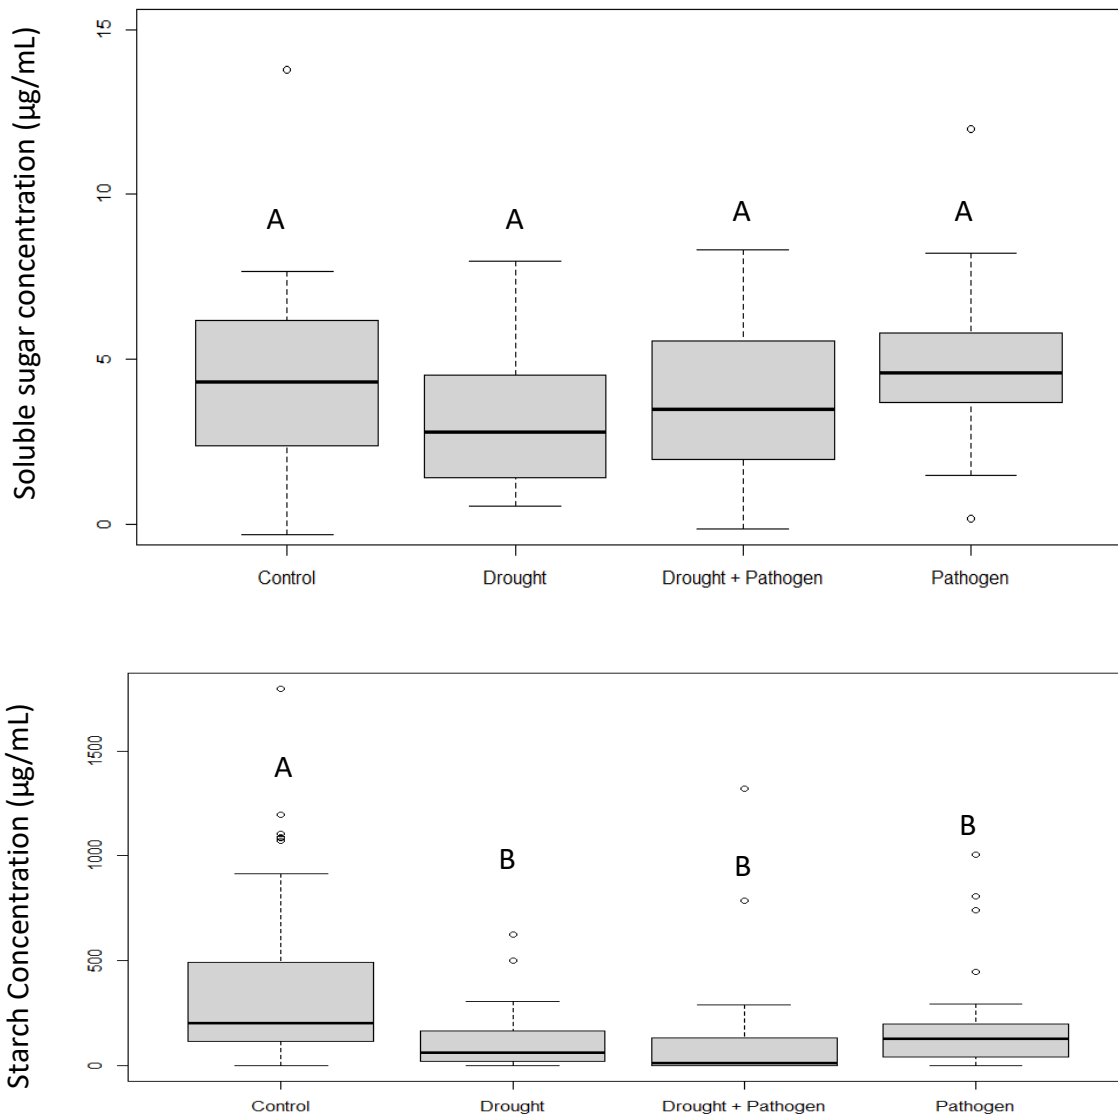 Soluble sugar concentration (µg/mL)
15
10
5
0
A
A
A
A
Control
Drought
Drought + Pathogen
Pathogen
Starch Concentration (µg/mL)
1500
1000
500
0
A
B
B
B
Control
Drought
Drought + Pathogen
Pathogen